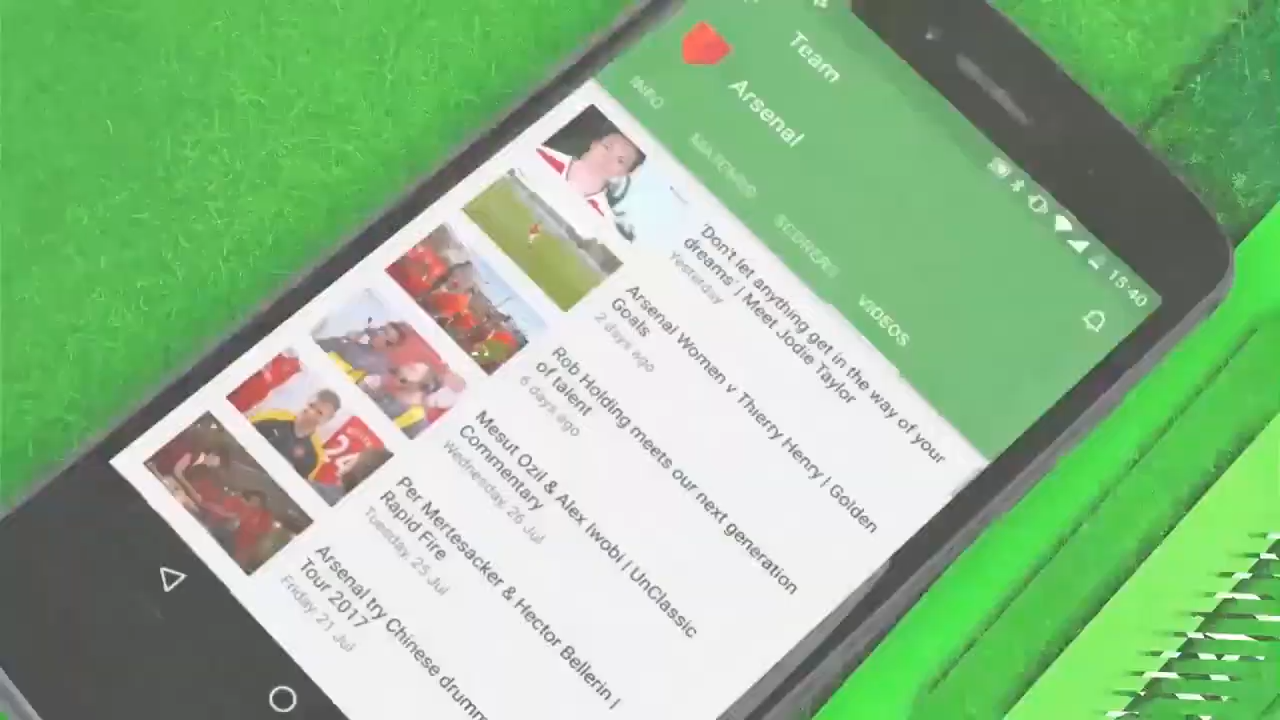 15:40
Team
Arsenal
INFO
MATCHES
SCORERS
VIDEOS
'Don't let anything get in the way of your
dreams' | Meet Jodie Taylor
Yesterday
Arsenal Women v Thierry Henry | Golden
Goals
2 days ago
Rob Holding meets our next generation
of talent
6 days ago
Mesut Ozil & Alex Iwobi | UnClassic
Commentary
Wednesday, 26 Jul
Per Mertesacker & Hector Bellerin |
Rapid Fire
Tuesday, 25 Jul
24
Arsenal try Chinese drumm
Tour 2017
Friday, 21 Jul